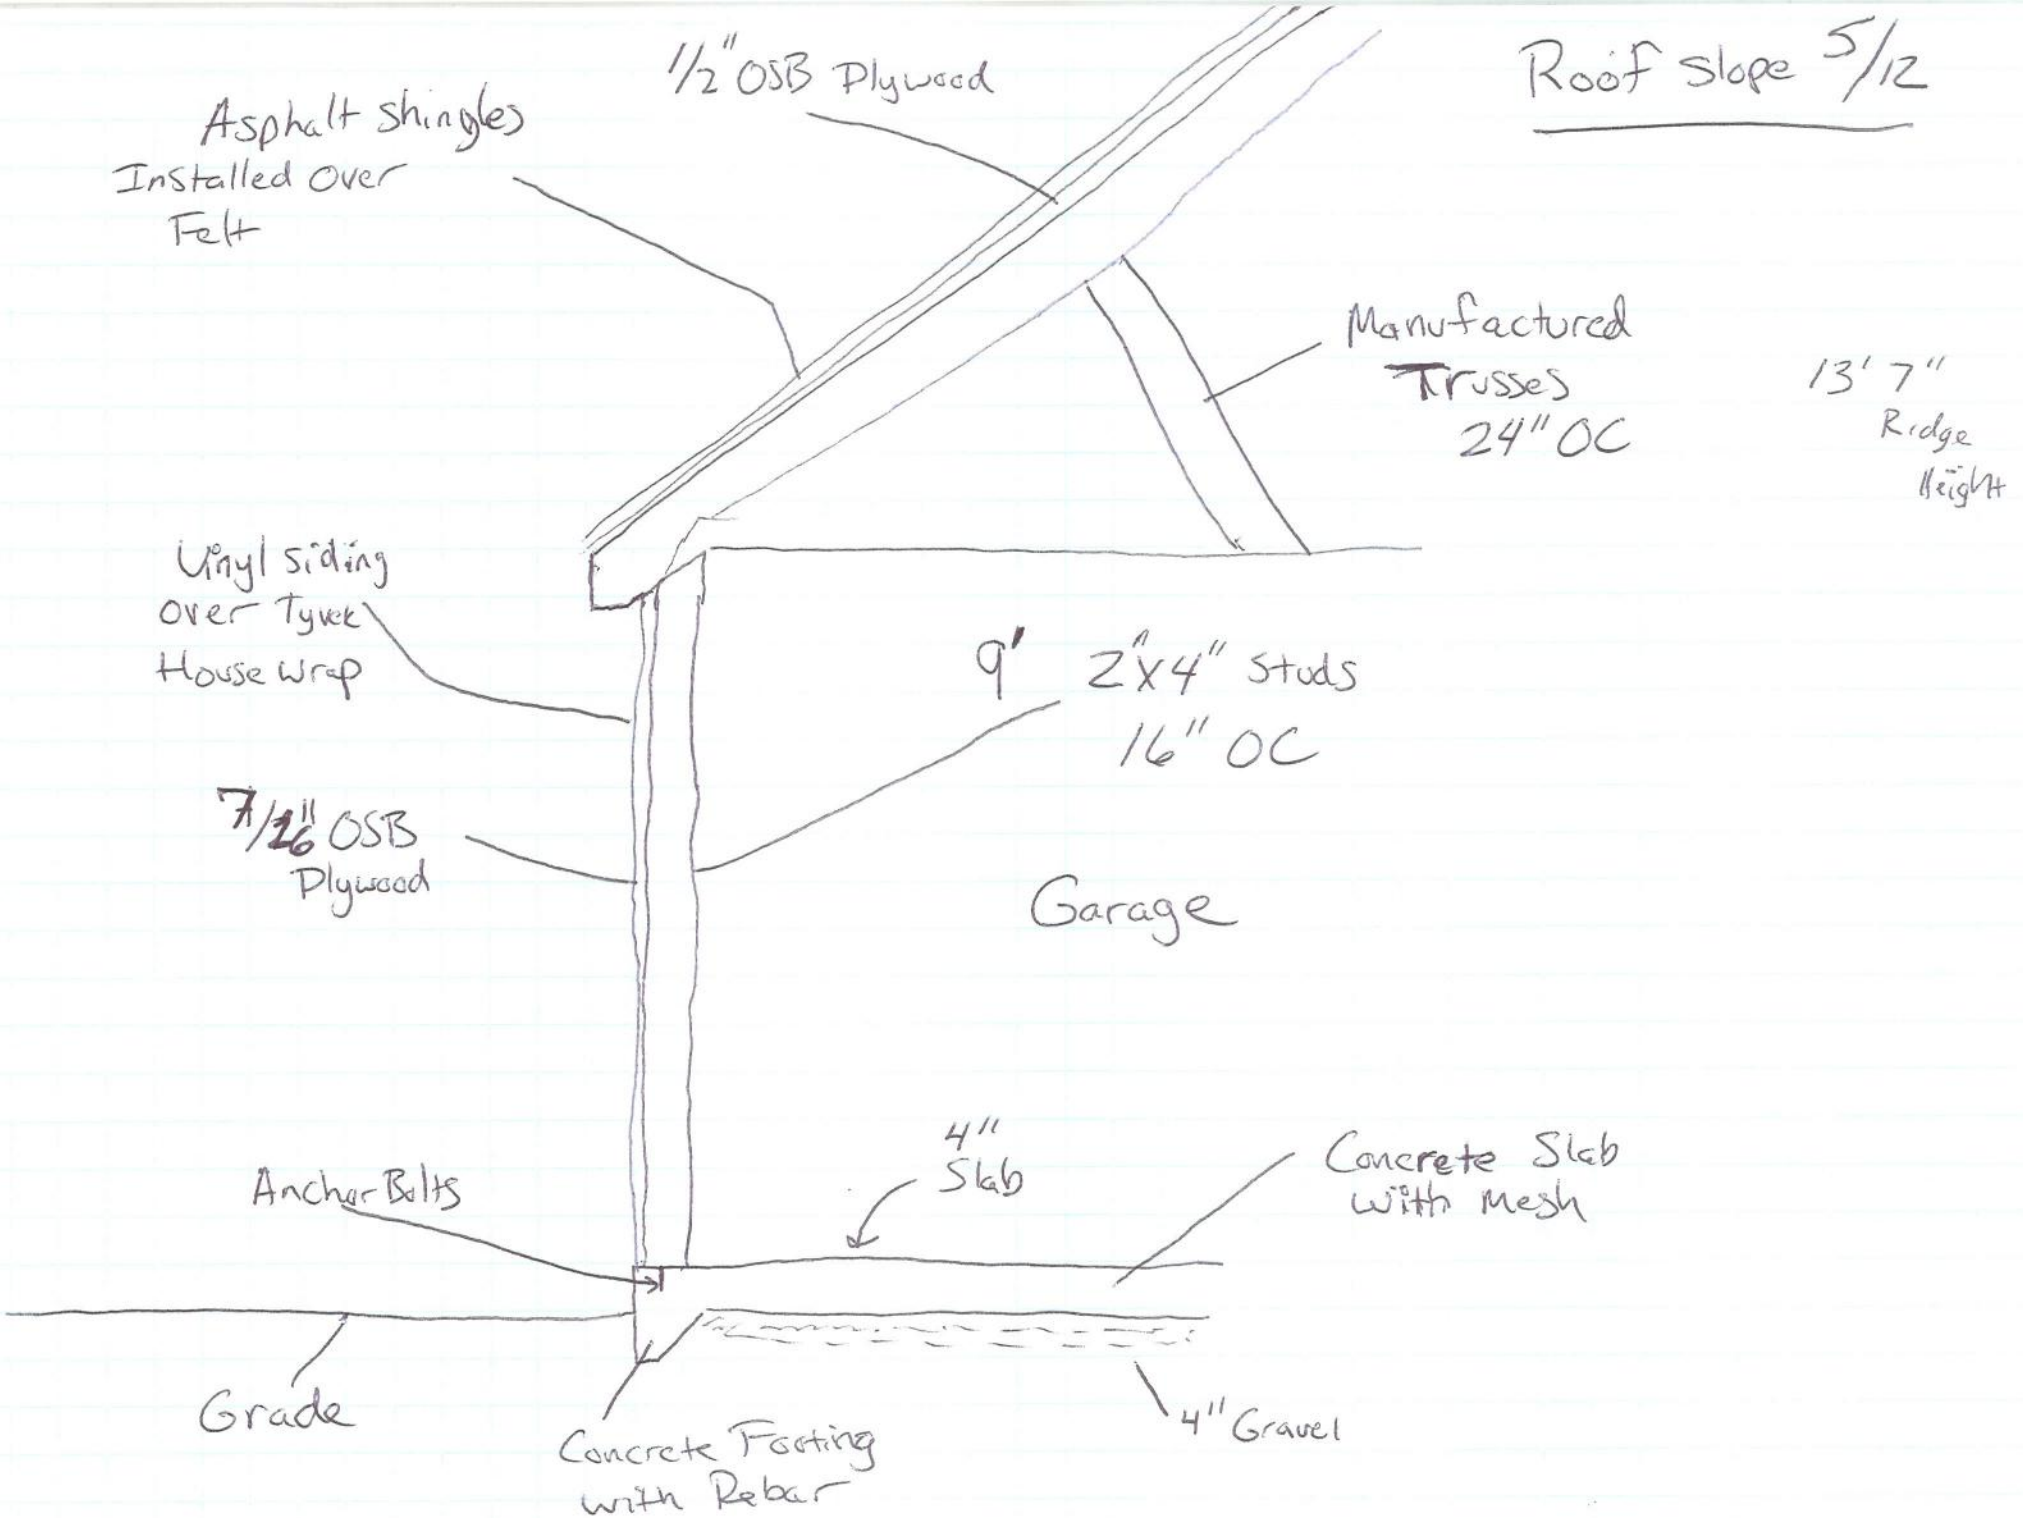 1/2" OSB Plywood
Roof slope 5/12
Asphalt shingles
Installed Over
Felt
Manufactured
Trusses
24" OC
13' 7"
Ridge
Height
Vinyl siding
over Tyvek
House wrap
9' 2"x4" Studs
16" OC
7/16" OSB
Plywood
Garage
4"
Slab
Concrete Slab
with mesh
Anchor Bolts
Grade
4" Gravel
Concrete Footing
with Rebar